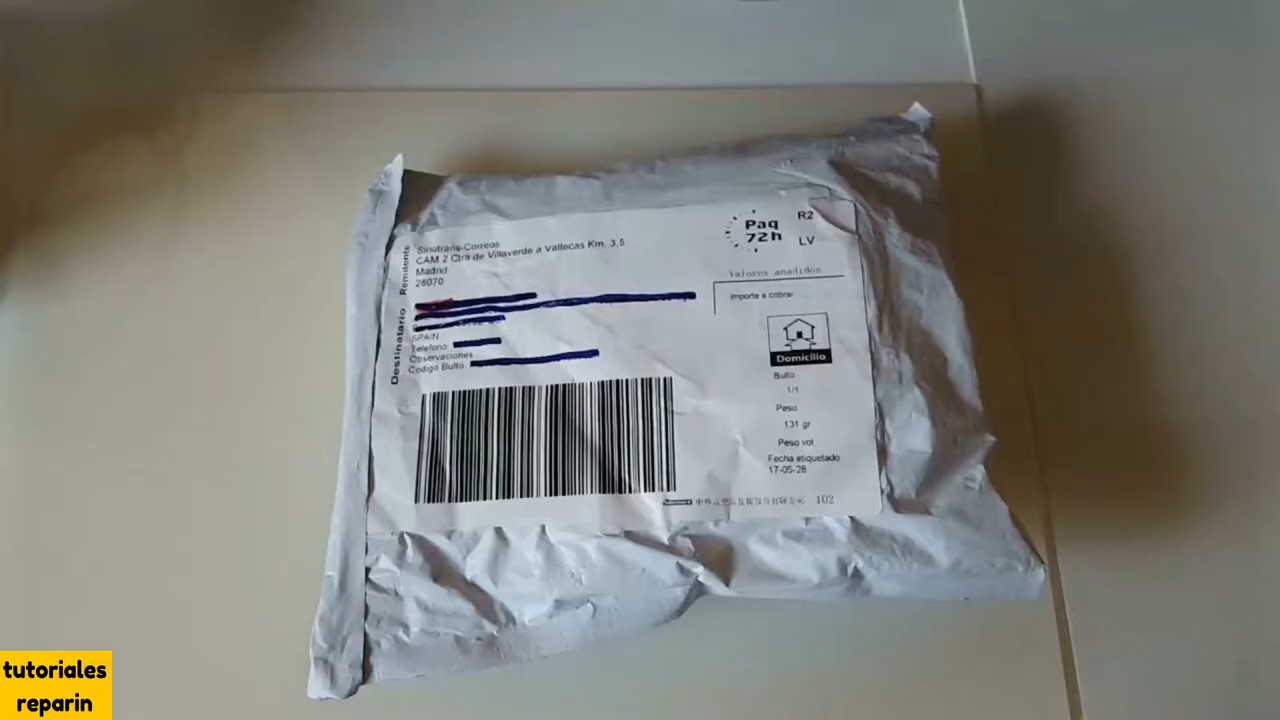 Remitente
Sinotrans-Correos
CAM 2 Ctra de Villaverde a Vallecas Km. 3,5
Madrid
28070
Destinatario
SPAIN
Telefono
Observaciones
Codigo Bulto
Paq
72h
R2
LV
Valores anadidos
Importe a cobrar
Domicilio
Bulto
1/1
Peso
131 gr
Peso vol.
Fecha etiquetado
17-05-28
102
tutoriales
reparin